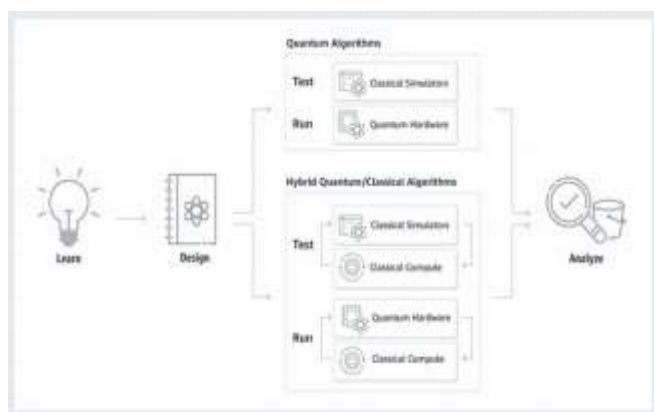 Quantum Algorithms
Test
Classical Simulators
Run
Quantum Hardware
Hybrid Quantum/Classical Algorithms
Test
Classical Simulators
Classical Compute
Run
Quantum Hardware
Classical Compute
Learn
Design
Analyze